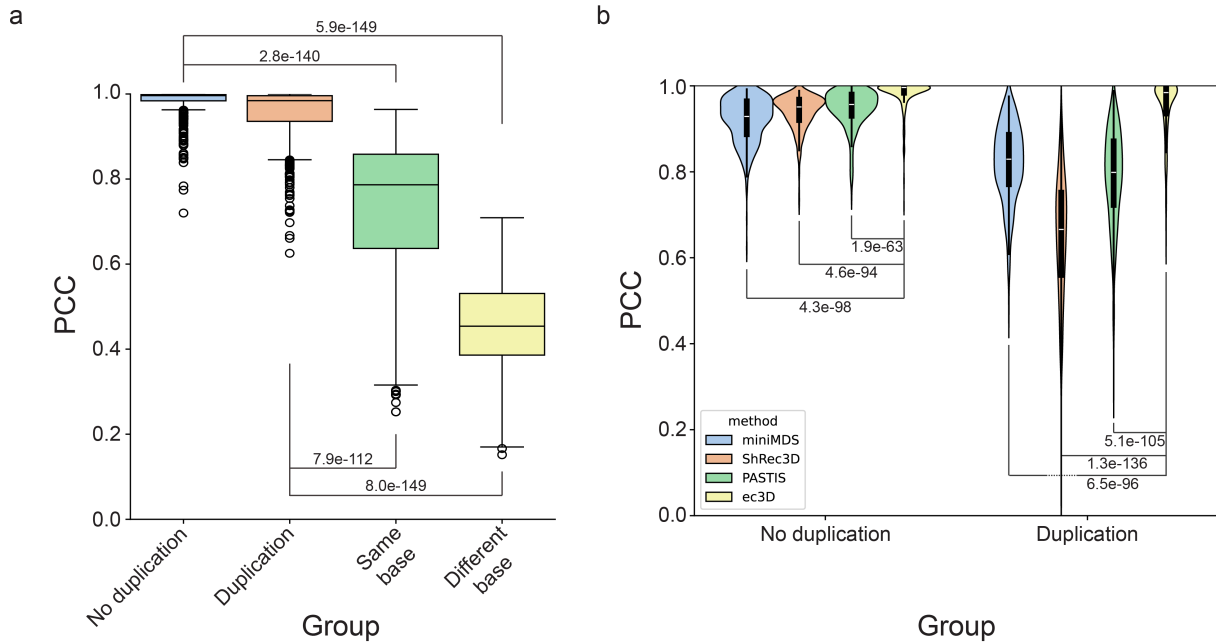 a
5.9e-149
2.8e-140
1.0
0.8
0.6
0.4
0.2
0.0
PCC
7.9e-112
8.0e-149
No duplication
Duplication
Same
base
Different
base
Group
b
1.0
0.8
0.6
0.4
0.2
0.0
PCC
1.9e-63
4.6e-94
4.3e-98
5.1e-105
1.3e-136
6.5e-96
method
miniMDS
ShRec3D
PASTIS
ec3D
No duplication
Duplication
Group